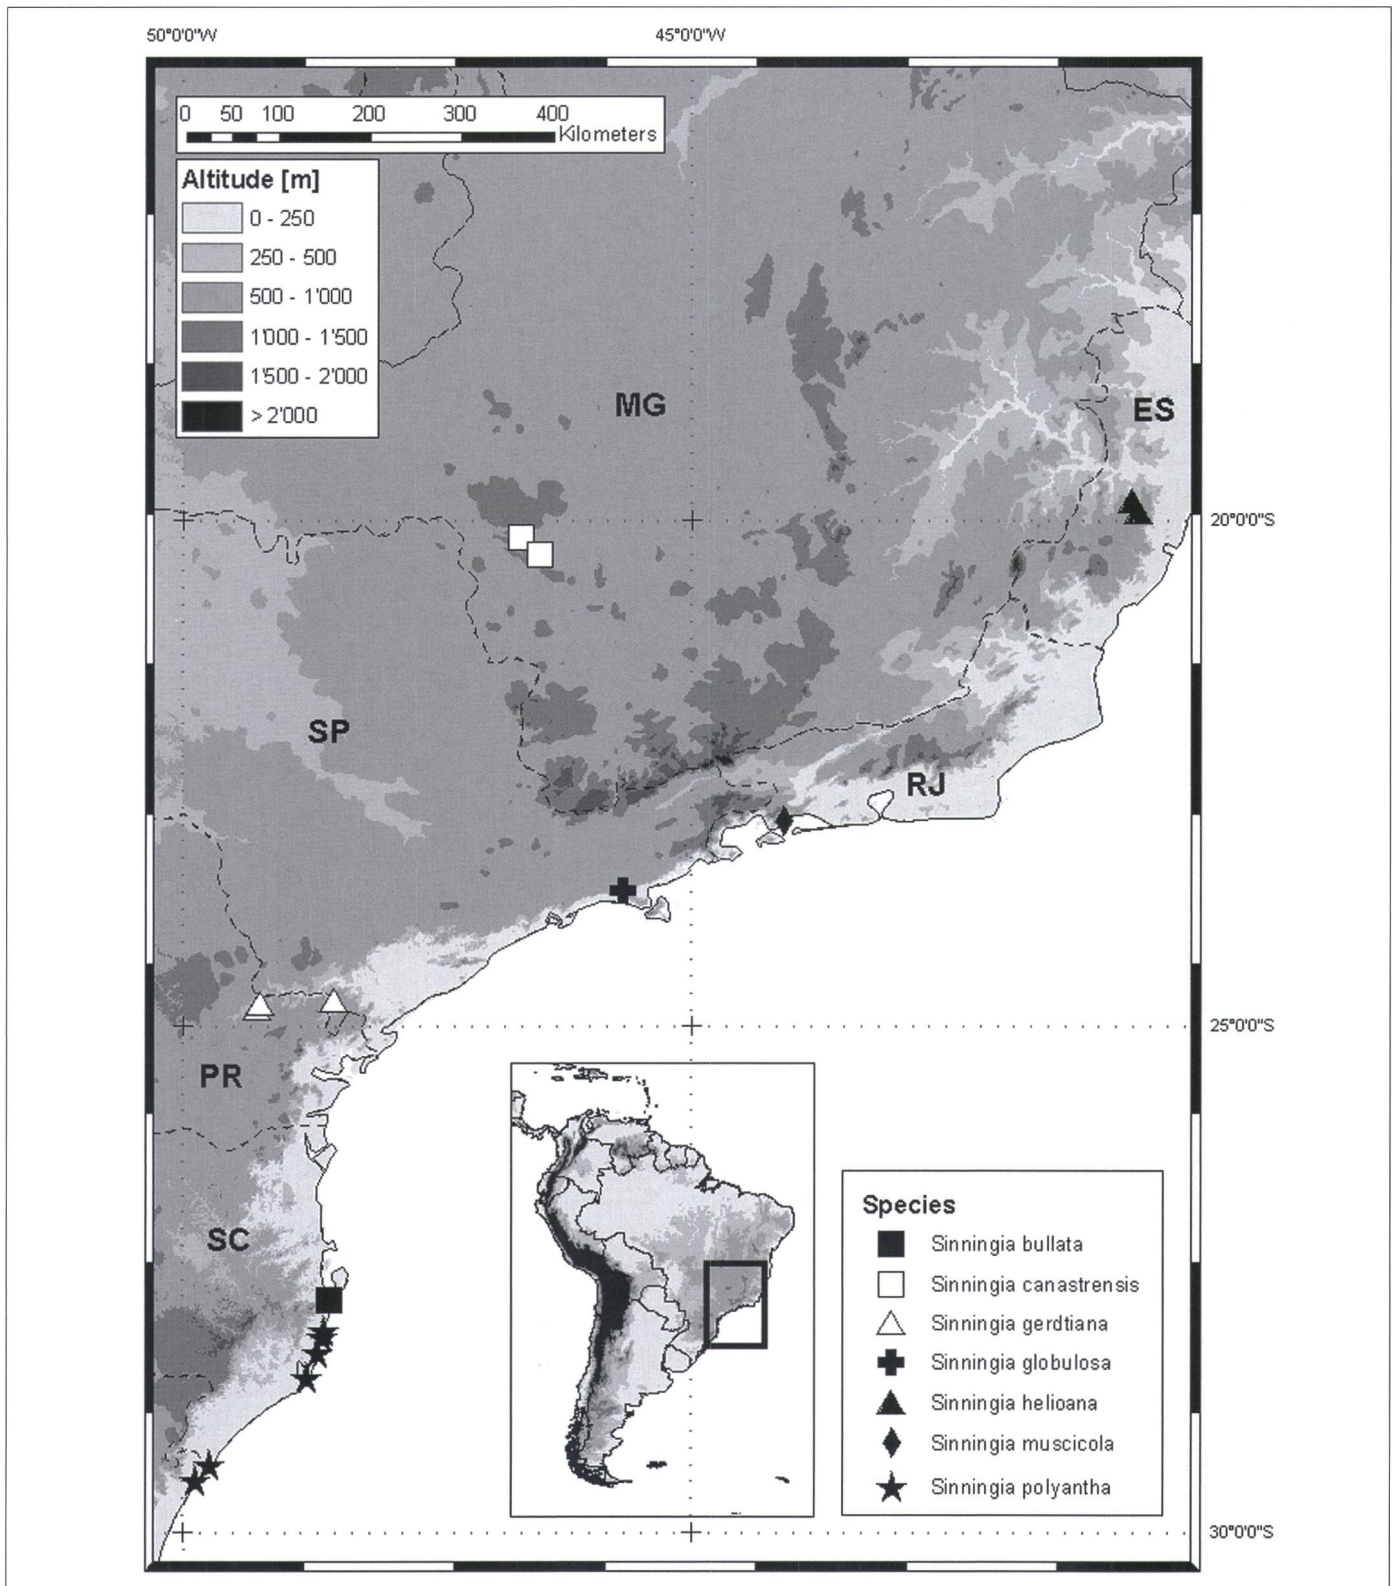 50°0'0"W 45°0'0"W
0 50 100 200 300 400
Kilometers
Altitude [m]
0 - 250
250 - 500
500 - 1'000
1'000 - 1'500
1'500 - 2'000
> 2'000
MG
ES
20°0'0"S
SP
RJ
25°0'0"S
PR
SC
Species
Sinningia bullata
Sinningia canastrensis
Sinningia gerdtiana
Sinningia globulosa
Sinningia helioana
Sinningia muscicola
Sinningia polyantha
30°0'0"S